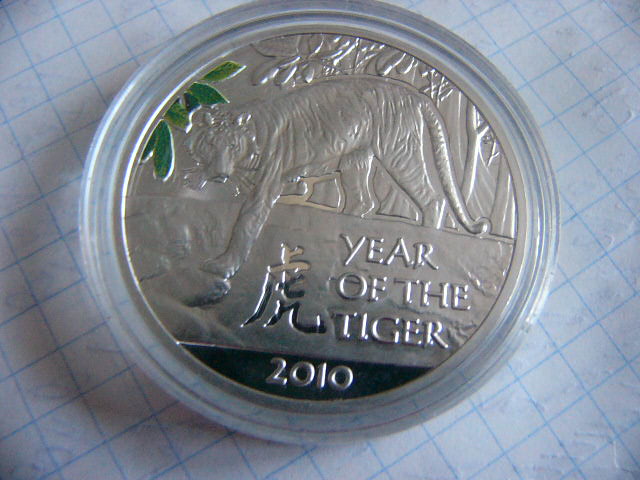 虎
YEAR
OF THE
TIGER
2010